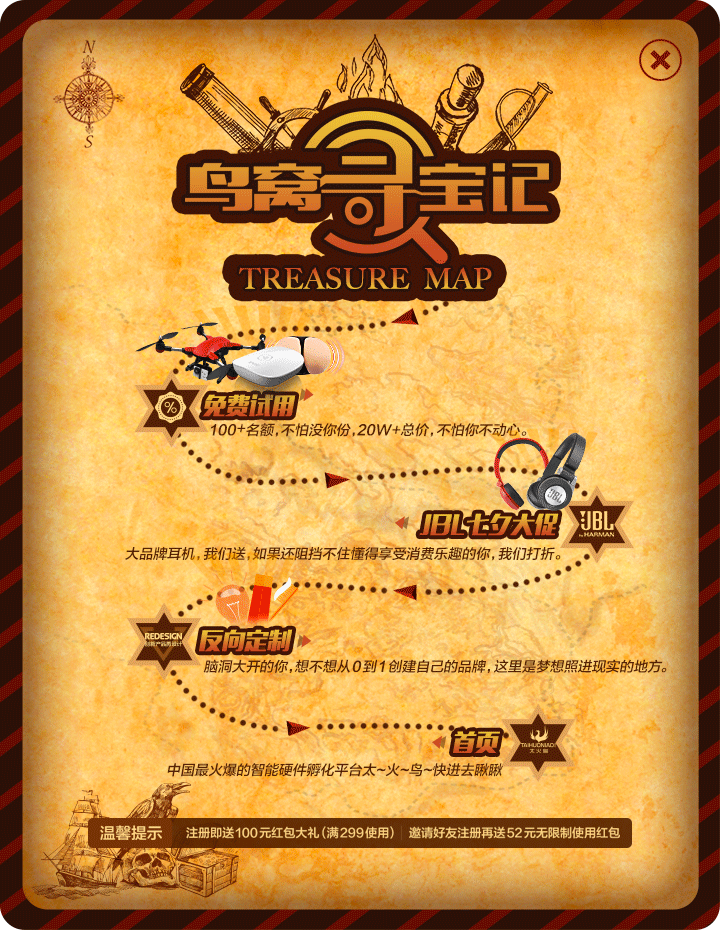 N
S
鸟窝寻宝记
TREASURE MAP
%
免费试用
100+名额，不怕没你份，20W+总价，不怕你不动心。
JBL
JBL七夕大促
JBL
by HARMAN
大品牌耳机，我们送，如果还阻挡不住懂得享受消费乐趣的你，我们打折。
REDESIGN
反向定制
脑洞大开的你，想不想从0到1创建自己的品牌，这里是梦想照进现实的地方。
首页
TAIHUONIAO
太火鸟
中国最火爆的智能硬件孵化平台太~火~鸟~快进去瞅瞅
温馨提示 注册即送100元红包大礼（满299使用） 邀请好友注册再送52元无限制使用红包